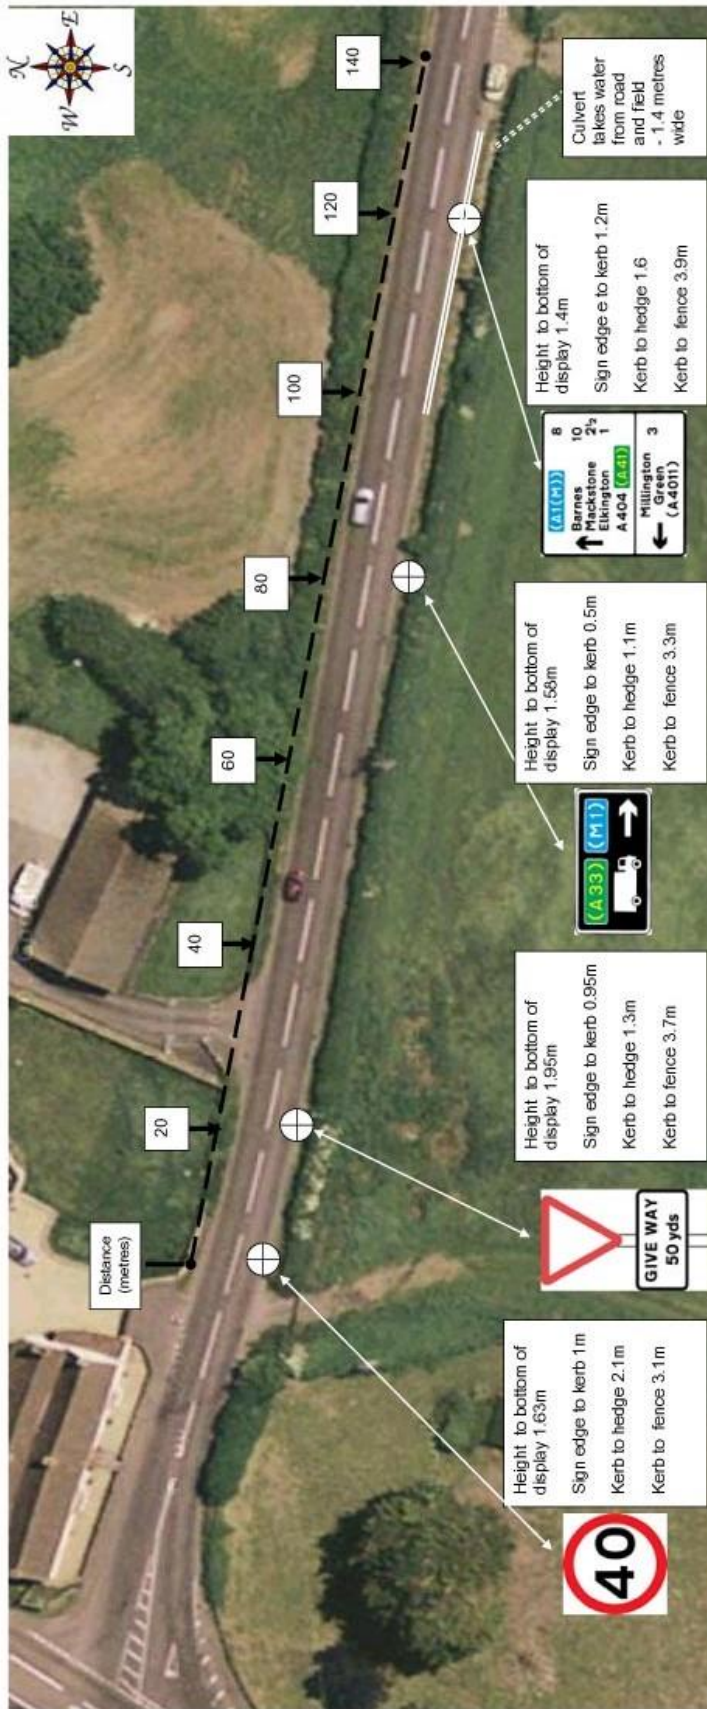 N
E
S
W
Distance
(metres)
20
40
60
80
100
120
140
Height to bottom of
display 1.63m
Sign edge to kerb 1m
Kerb to hedge 2.1m
Kerb to fence 3.1m
40
Height to bottom of
display 1.95m
Sign edge to kerb 0.95m
Kerb to hedge 1.3m
Kerb to fence 3.7m
GIVE WAY
50 yds
Height to bottom of
display 1.58m
Sign edge to kerb 0.5m
Kerb to hedge 1.1m
Kerb to fence 3.3m
(A33) (M1)
Height to bottom of
display 1.4m
Sign edge e to kerb 1.2m
Kerb to hedge 1.6
Kerb to fence 3.9m
(A1(M)) 8
Barnes 10
Mackstone 2½
Elkington 1
A404 (A41)
Millington 3
Green
(A4011)
Culvert
takes water
from road
and field
- 1.4 metres
wide